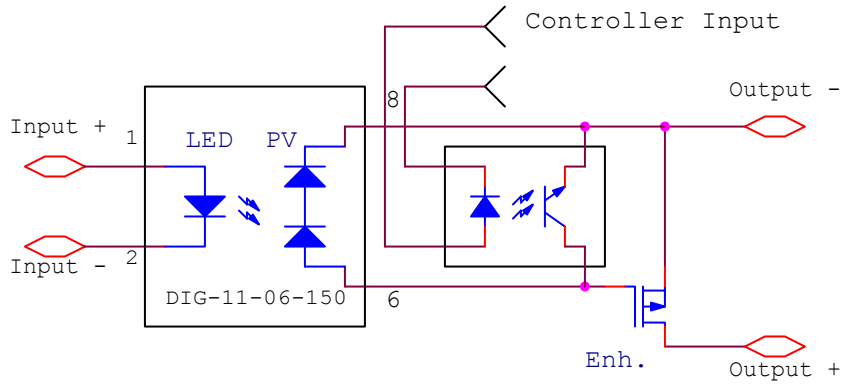 Controller Input
8
Output -
Input +
1
LED PV
Input -
2
DIG-11-06-150
6
Enh.
Output +